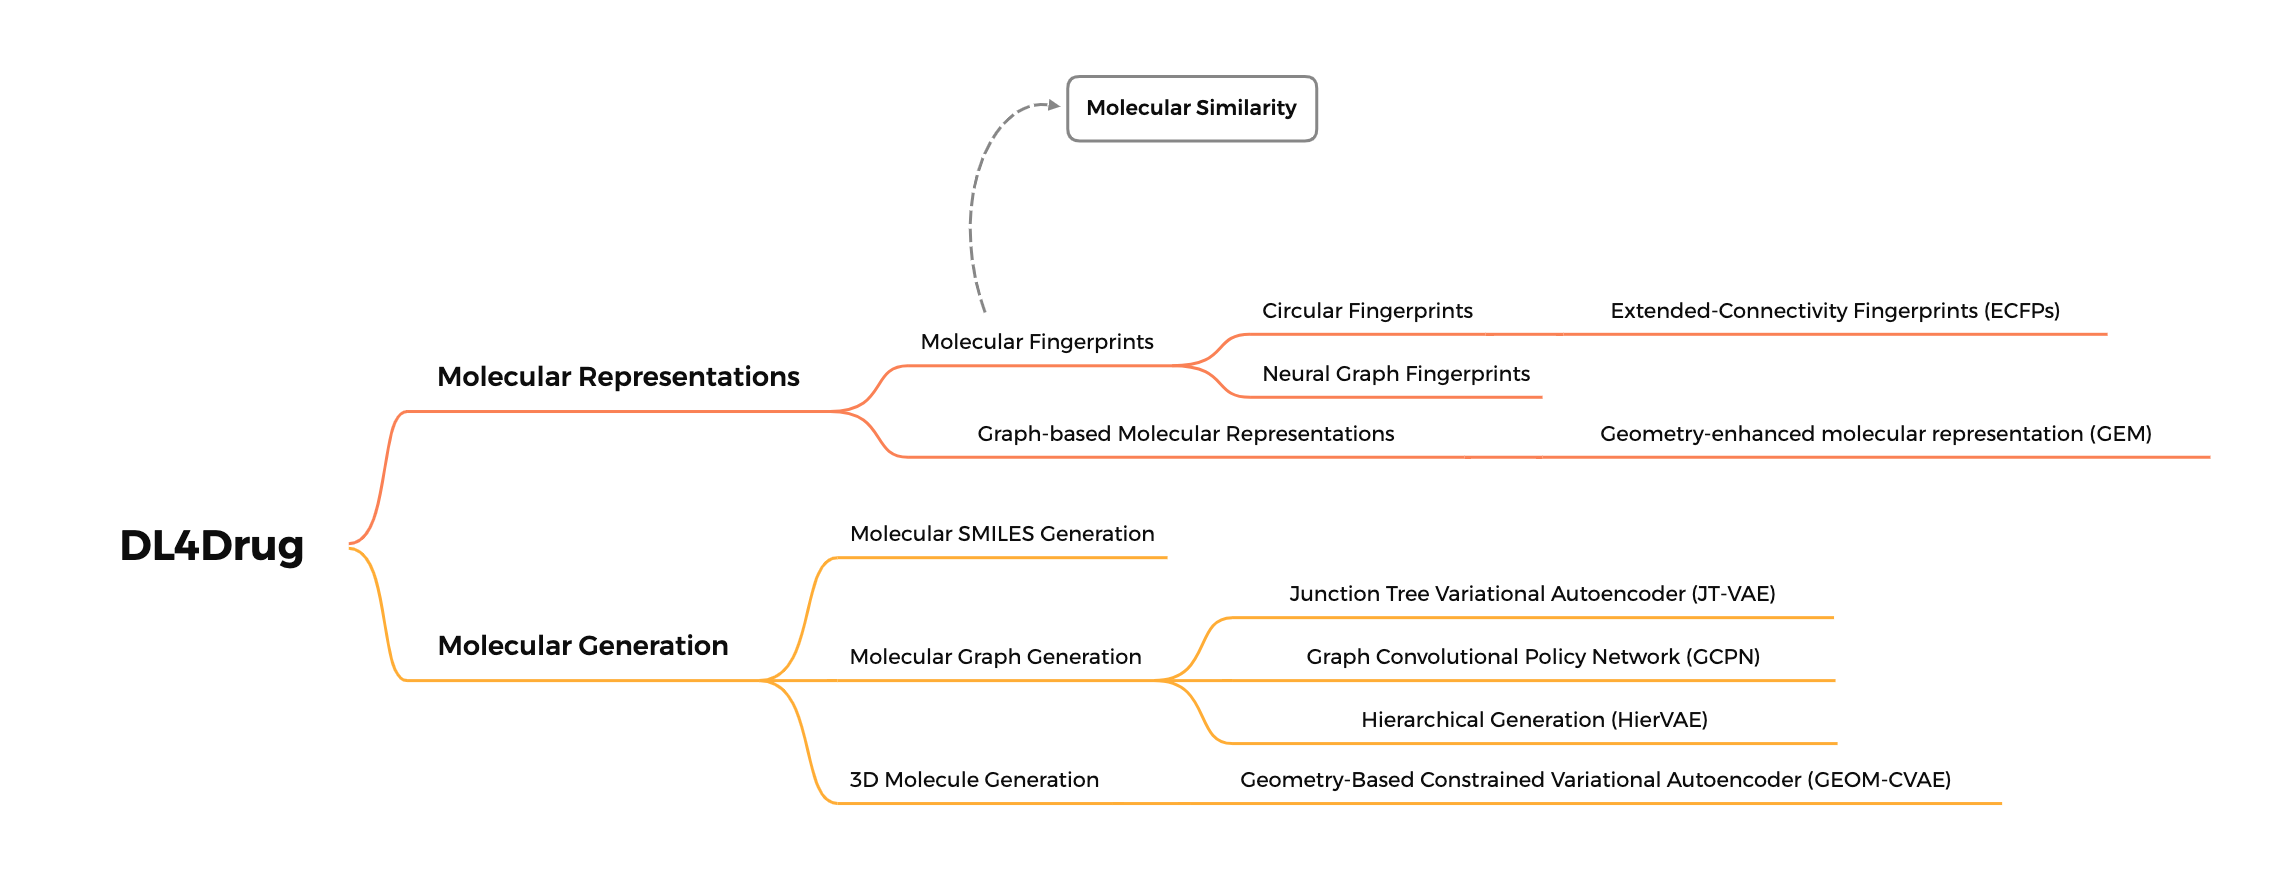 Molecular Similarity
Circular Fingerprints
Extended-Connectivity Fingerprints (ECFPs)
Molecular Fingerprints
Neural Graph Fingerprints
Molecular Representations
Graph-based Molecular Representations
Geometry-enhanced molecular representation (GEM)
DL4Drug
Molecular SMILES Generation
Junction Tree Variational Autoencoder (JT-VAE)
Molecular Generation
Molecular Graph Generation
Graph Convolutional Policy Network (GCPN)
Hierarchical Generation (HierVAE)
3D Molecule Generation
Geometry-Based Constrained Variational Autoencoder (GEOM-CVAE)